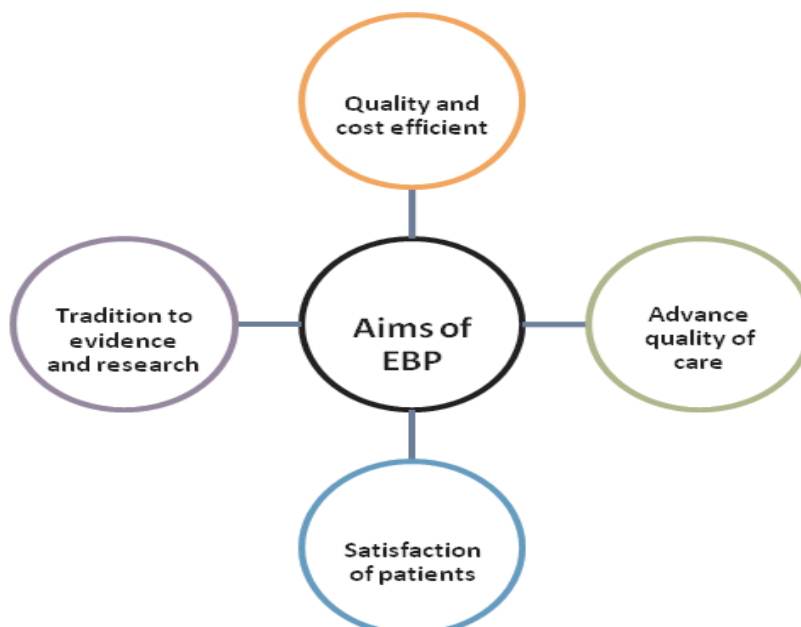 Quality and
cost efficient
Tradition to
evidence
and research
Aims of
EBP
Advance
quality of
care
Satisfaction
of patients